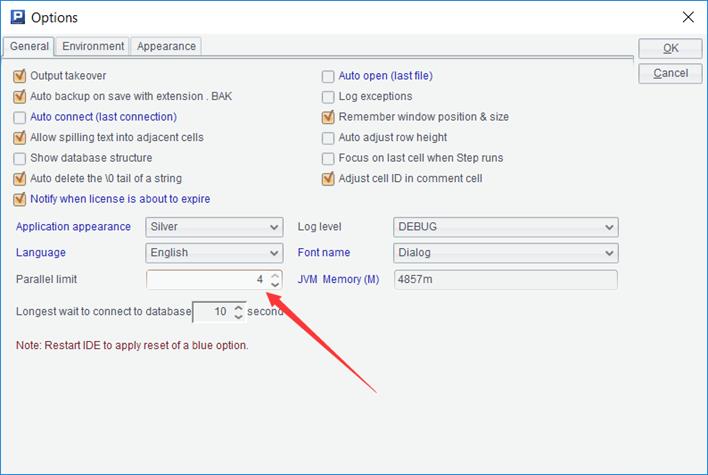 Options
General Environment Appearance
OK
Cancel
Output takeover
Auto open (last file)
Auto backup on save with extension . BAK
Log exceptions
Auto connect (last connection)
Remember window position & size
Allow spilling text into adjacent cells
Auto adjust row height
Show database structure
Focus on last cell when Step runs
Auto delete the \0 tail of a string
Adjust cell ID in comment cell
Notify when license is about to expire
Application appearance Silver Log level DEBUG
Language English Font name Dialog
Parallel limit 4 JVM Memory (M) 4857m
Longest wait to connect to database 10 second
Note: Restart IDE to apply reset of a blue option.